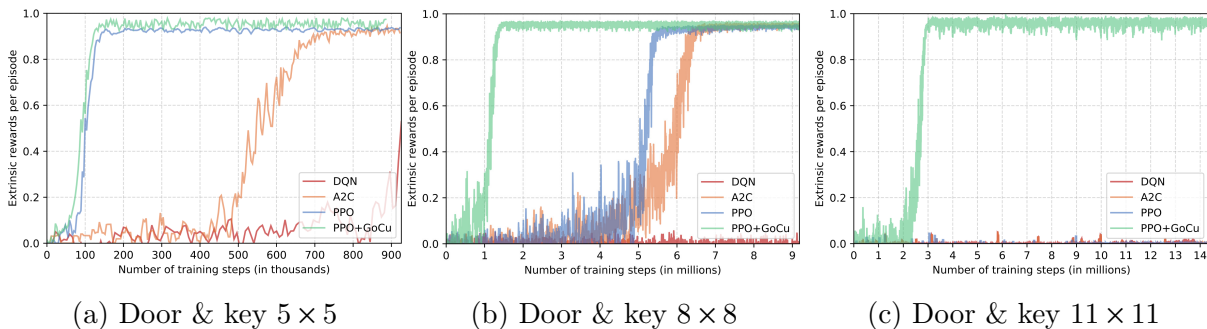 Extrinsic rewards per episode
1.0
0.8
0.6
0.4
0.2
0.0
DQN
A2C
PPO
PPO+GoCu
0 100 200 300 400 500 600 700 800 900
Number of training steps (in thousands)
(a) Door & key 5 × 5
Extrinsic rewards per episode
1.0
0.8
0.6
0.4
0.2
0.0
DQN
A2C
PPO
PPO+GoCu
0 1 2 3 4 5 6 7 8 9
Number of training steps (in millions)
(b) Door & key 8 × 8
Extrinsic rewards per episode
1.0
0.8
0.6
0.4
0.2
0.0
DQN
A2C
PPO
PPO+GoCu
0 1 2 3 4 5 6 7 8 9 10 11 12 13 14
Number of training steps (in millions)
(c) Door & key 11 × 11